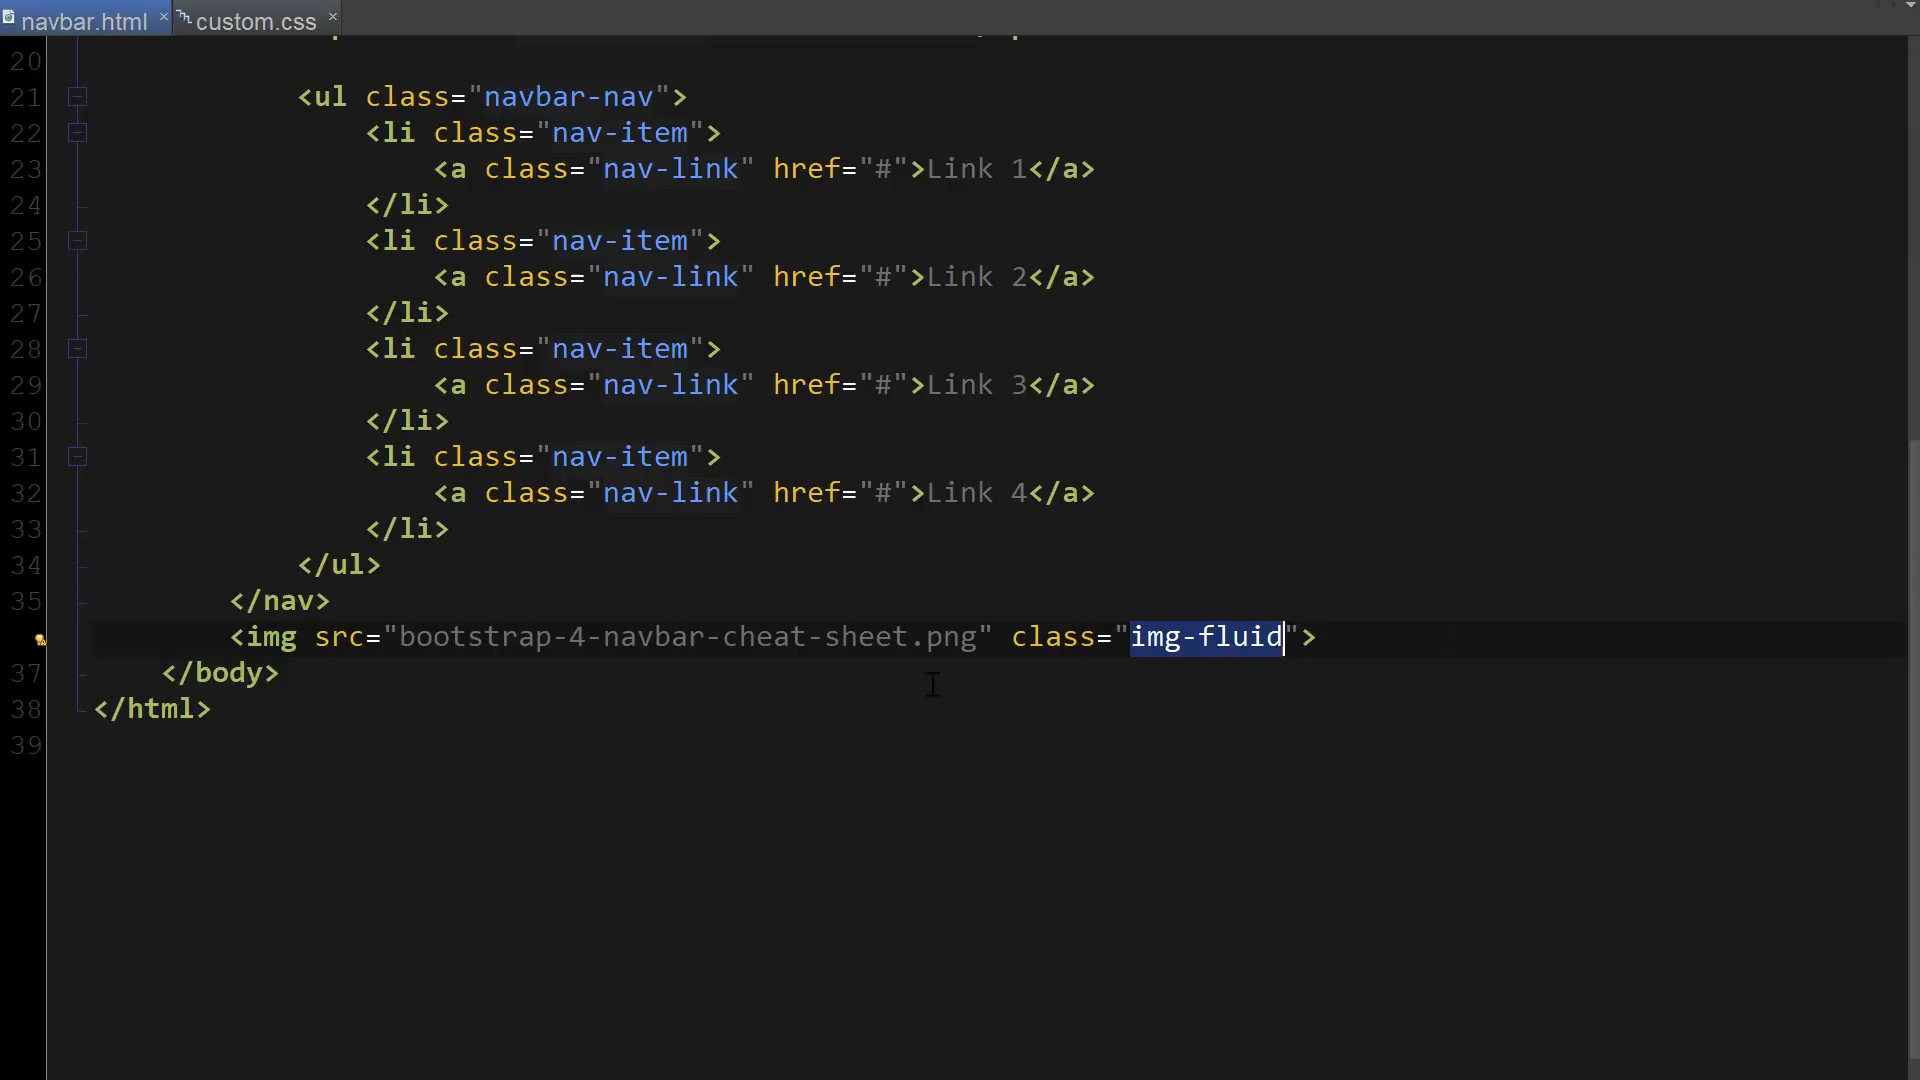 navbar.html × custom.css ×
20
21 <ul class="navbar-nav">
22 <li class="nav-item">
23 <a class="nav-link" href="#">Link 1</a>
24 </li>
25 <li class="nav-item">
26 <a class="nav-link" href="#">Link 2</a>
27 </li>
28 <li class="nav-item">
29 <a class="nav-link" href="#">Link 3</a>
30 </li>
31 <li class="nav-item">
32 <a class="nav-link" href="#">Link 4</a>
33 </li>
34 </ul>
35 </nav>
<img src="bootstrap-4-navbar-cheat-sheet.png" class="img-fluid">
37 </body>
38 </html>
39